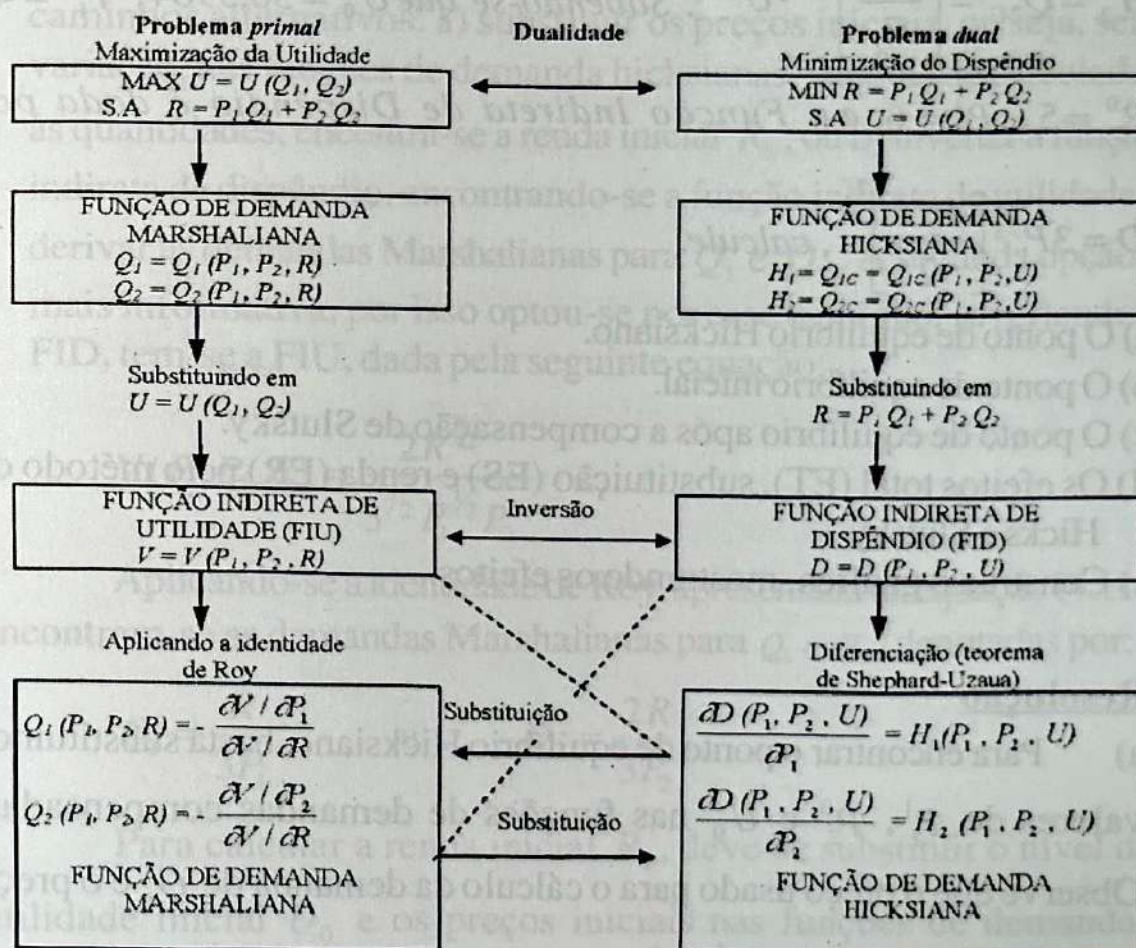 Problema primal
Maximização da Utilidade
MAX U = U (Q₁, Q₂)
S.A R = P₁ Q₁ + P₂ Q₂
Dualidade
Problema dual
Minimização do Dispêndio
MIN R = P₁ Q₁ + P₂ Q₂
S.A U = U (Q₁, Q₂)
FUNÇÃO DE DEMANDA
MARSHALIANA
Q₁ = Q₁ (P₁, P₂, R)
Q₂ = Q₂ (P₁, P₂, R)
FUNÇÃO DE DEMANDA
HICKSIANA
H₁ = Q₁c = Q₁c (P₁, P₂, U)
H₂ = Q₂c = Q₂c (P₁, P₂, U)
Substituindo em
U = U (Q₁, Q₂)
Substituindo em
R = P₁ Q₁ + P₂ Q₂
FUNÇÃO INDIRETA DE
UTILIDADE (FIU)
V = V (P₁, P₂, R)
Inversão
FUNÇÃO INDIRETA DE
DISPÉNDIO (FID)
D = D (P₁, P₂, U)
Aplicando a identidade
de Roy
Diferenciação (teorema
de Shephard-Uzaua)
Q₁ (P₁, P₂, R) = - ∂V / ∂P₁
∂V / ∂R
Q₂ (P₁, P₂, R) = - ∂V / ∂P₂
∂V / ∂R
FUNÇÃO DE DEMANDA
MARSHALIANA
Substituição
Substituição
∂D (P₁, P₂, U) = H₁(P₁, P₂, U)
∂P₁
∂D (P₁, P₂, U) = H₂ (P₁, P₂, U)
∂P₂
FUNÇÃO DE DEMANDA
HICKSIANA